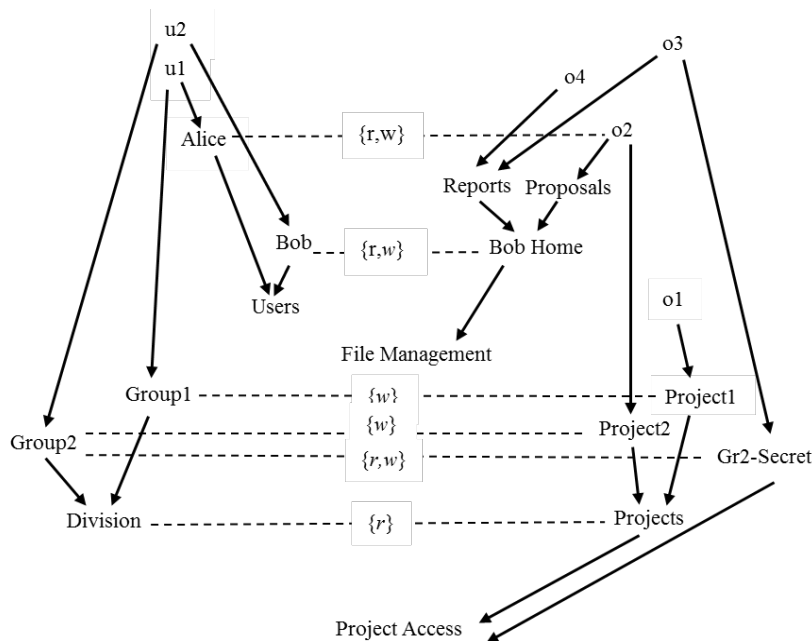 u2
o3
u1
o4
Alice
{r,w}
o2
Reports
Proposals
Bob
{r,w}
Bob Home
Users
o1
File Management
Group1
{w}
Project1
Group2
{w}
Project2
{r,w}
Gr2-Secret
Division
{r}
Projects
Project Access